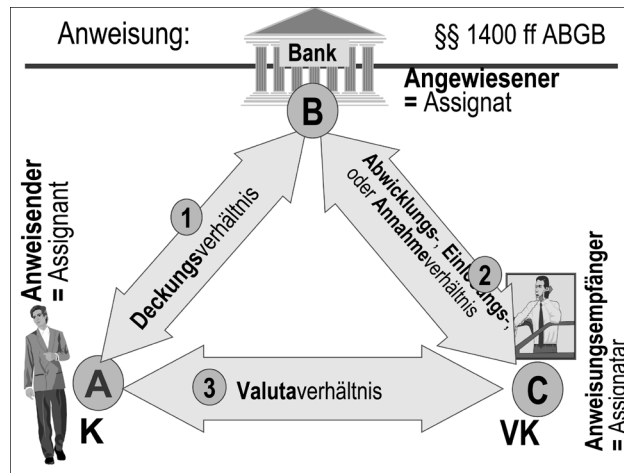 Anweisung:
§§ 1400 ff ABGB
Bank
Angewiesener
= Assignat
B
Anweisender
= Assignant
1
Deckungsverhältnis
Abwicklungs-, Einlösungs-,
oder Annahmeverhältnis
2
Anweisungsempfänger
= Assignatar
A
K
3
Valutaverhältnis
C
VK